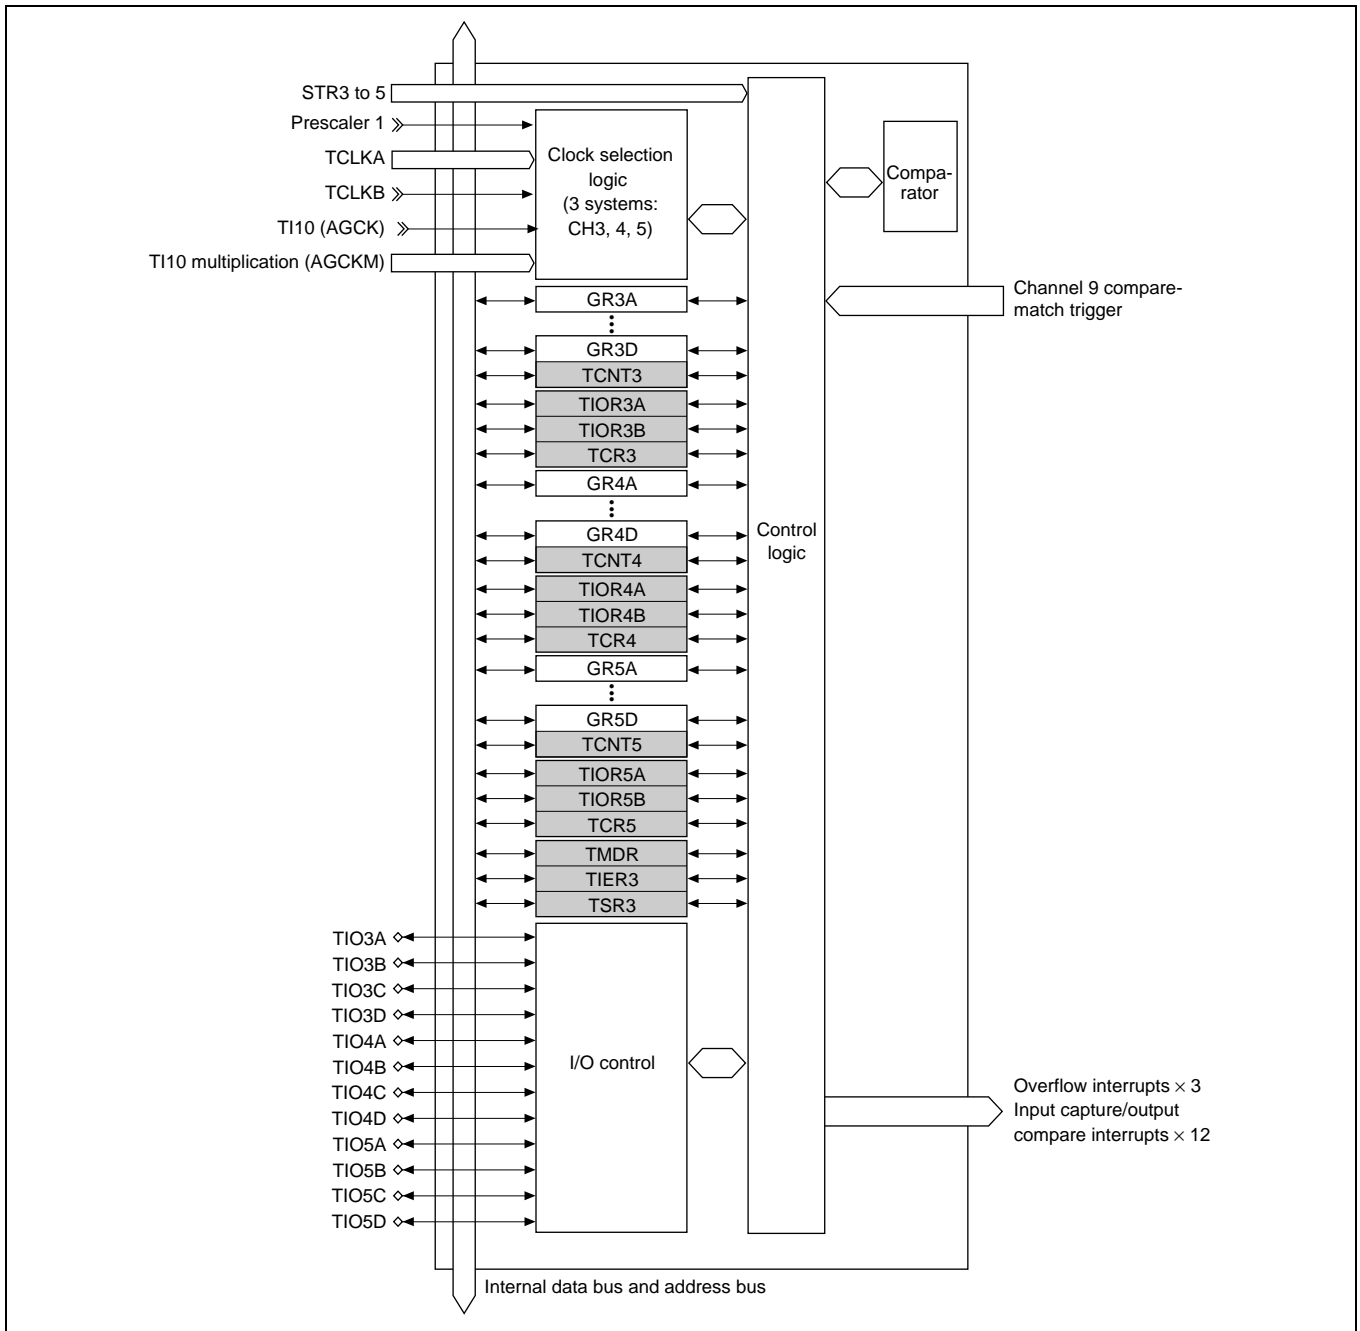 STR3 to 5
Prescaler 1
TCLKA
TCLKB
TI10 (AGCK)
TI10 multiplication (AGCKM)
Clock selection
logic
(3 systems:
CH3, 4, 5)
Compa-
rator
Channel 9 compare-
match trigger
GR3A
GR3D
TCNT3
TIOR3A
TIOR3B
TCR3
GR4A
GR4D
TCNT4
TIOR4A
TIOR4B
TCR4
GR5A
GR5D
TCNT5
TIOR5A
TIOR5B
TCR5
TMDR
TIER3
TSR3
Control
logic
TIO3A
TIO3B
TIO3C
TIO3D
TIO4A
TIO4B
TIO4C
TIO4D
TIO5A
TIO5B
TIO5C
TIO5D
I/O control
Overflow interrupts × 3
Input capture/output
compare interrupts × 12
Internal data bus and address bus